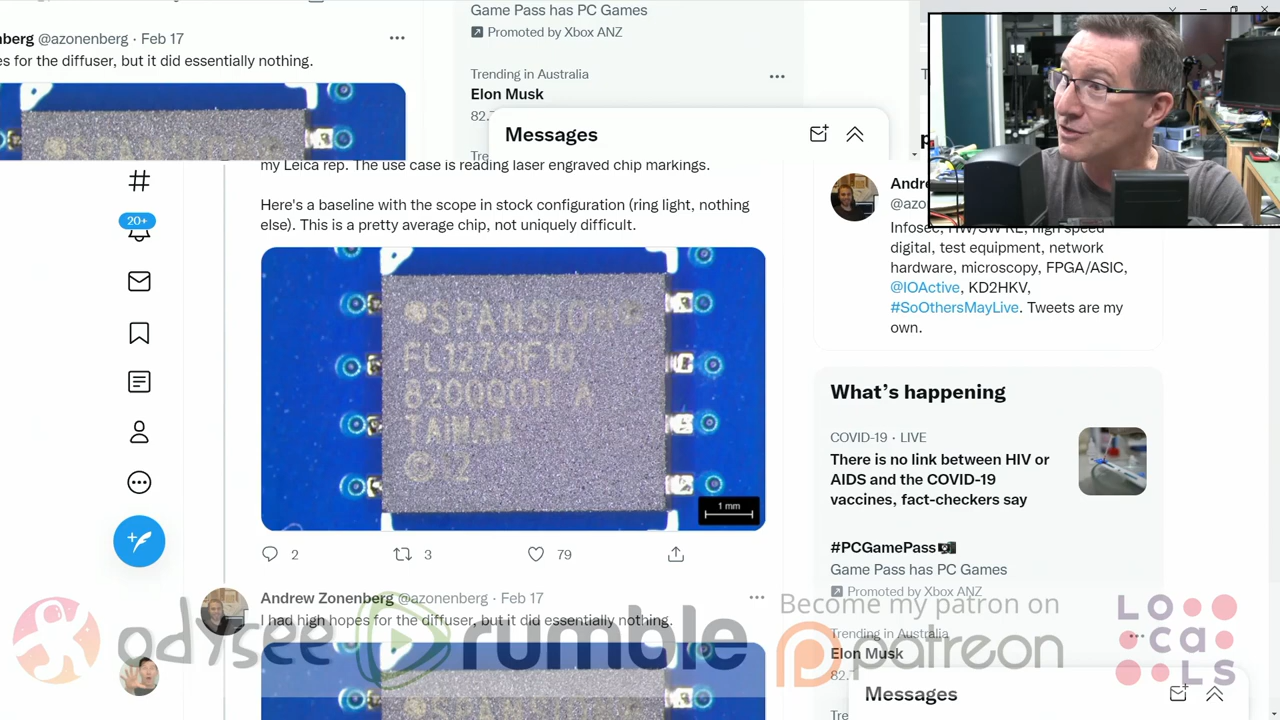 Game Pass has PC Games
nberg @azonenberg · Feb 17
Promoted by Xbox ANZ
es for the diffuser, but it did essentially nothing.
Trending in Australia
Elon Musk
82.
Messages
Tre
my Leica rep. The use case is reading laser engraved chip markings.
Here's a baseline with the scope in stock configuration (ring light, nothing
else). This is a pretty average chip, not uniquely difficult.
Andre
@azo
Infosec, HW/SW RE, high speed
digital, test equipment, network
hardware, microscopy, FPGA/ASIC,
@IOActive, KD2HKV,
#SoOthersMayLive. Tweets are my
own.
20+
TAIWAN
1 mm
2 3 79
What's happening
COVID-19 · LIVE
There is no link between HIV or
AIDS and the COVID-19
vaccines, fact-checkers say
#PCGamePass
Game Pass has PC Games
Promoted by Xbox ANZ
Andrew Zonenberg @azonenberg · Feb 17
I had high hopes for the diffuser, but it did essentially nothing.
Trending in Australia
Elon Musk
82.
Messages
Tre
odysee
rumble
Become my patron on
patreon
LOcaLS